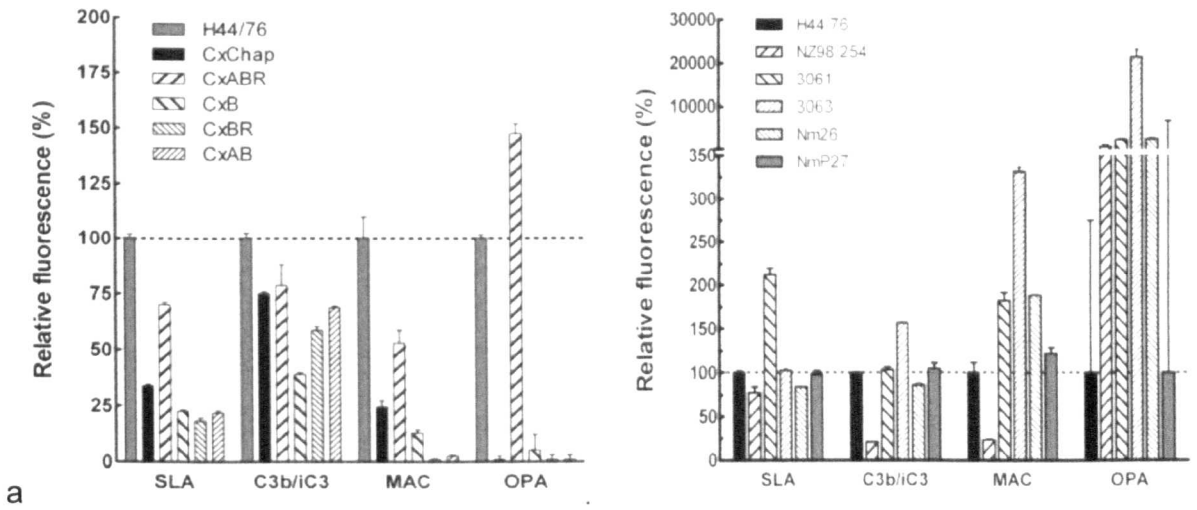 200
175
150
125
100
75
50
25
0
Relative fluorescence (%)
H44/76
CxChap
CxABR
CxB
CxBR
CxAB
SLA C3b/iC3 MAC OPA
a
30000
20000
10000
350
300
250
200
150
100
50
0
Relative fluorescence (%)
H44 76
NZ98 254
3061
3063
Nm26
NmP27
SLA C3b/iC3 MAC OPA